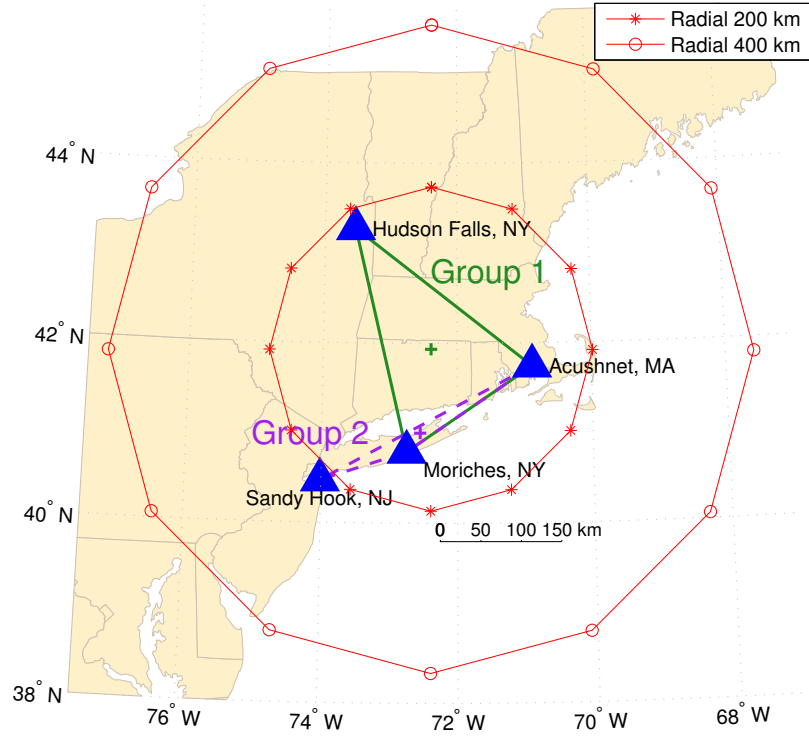 Radial 200 km
Radial 400 km
44° N
Hudson Falls, NY
Group 1
42° N
Acushnet, MA
Group 2
Moriches, NY
Sandy Hook, NJ
40° N
0 50 100 150 km
38° N
76° W 74° W 72° W 70° W 68° W